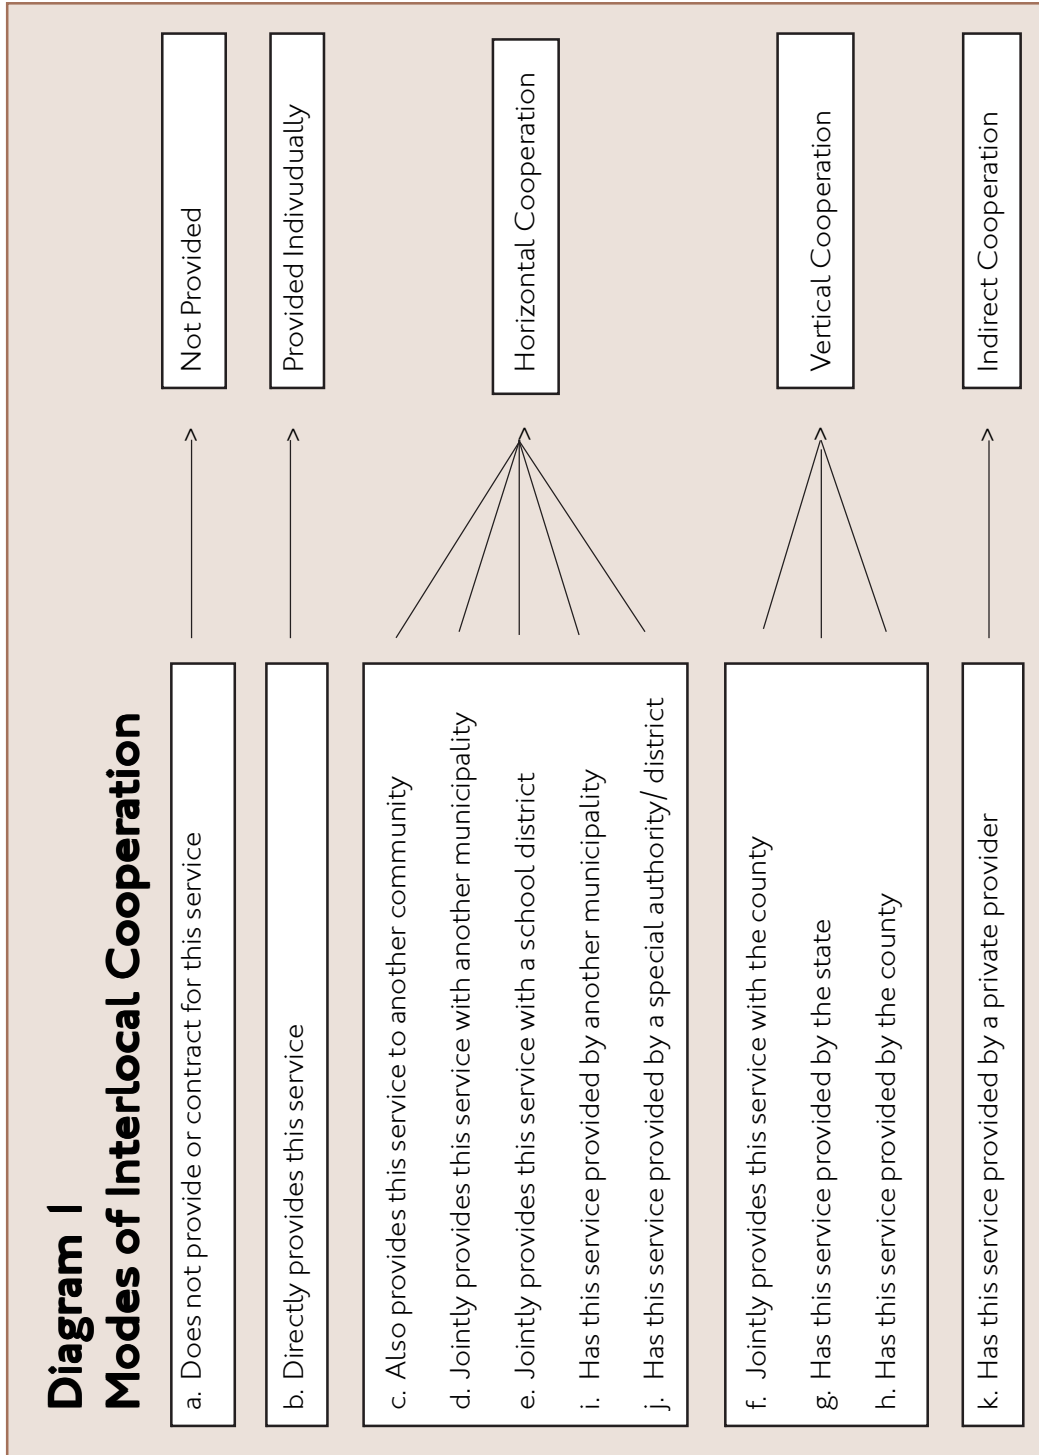 Diagram 1
Modes of Interlocal Cooperation
a. Does not provide or contract for this service
Not Provided
b. Directly provides this service
Provided Indivudually
c. Also provides this service to another community
d. Jointly provides this service with another municipality
e. Jointly provides this service with a school district
i. Has this service provided by another municipality
j. Has this service provided by a special authority/ district
Horizontal Cooperation
f. Jointly provides this service with the county
g. Has this service provided by the state
h. Has this service provided by the county
Vertical Cooperation
k. Has this service provided by a private provider
Indirect Cooperation